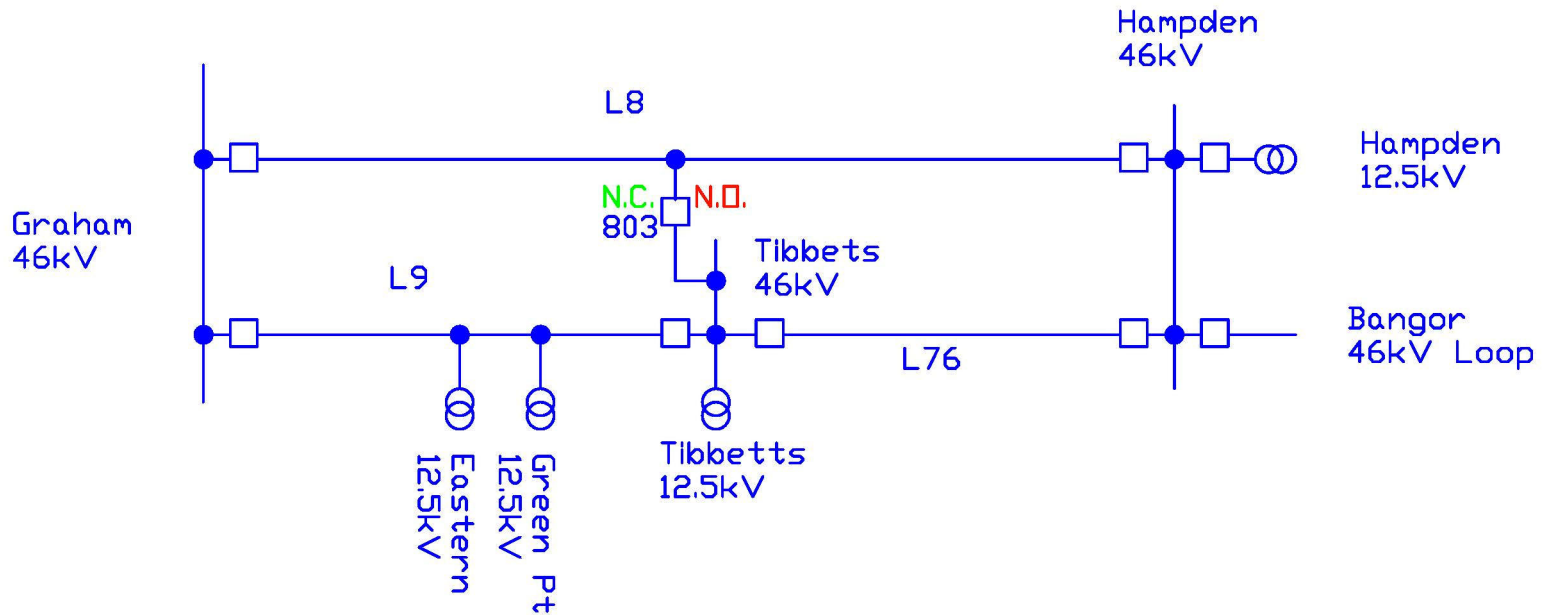 Hampden
46kV
L8
Hampden
12.5kV
N.C.
N.O.
803
Graham
46kV
Tibbets
46kV
L9
Bangor
46kV Loop
L76
Tibbetts
12.5kV
Eastern
12.5kV
Green Pt
12.5kV